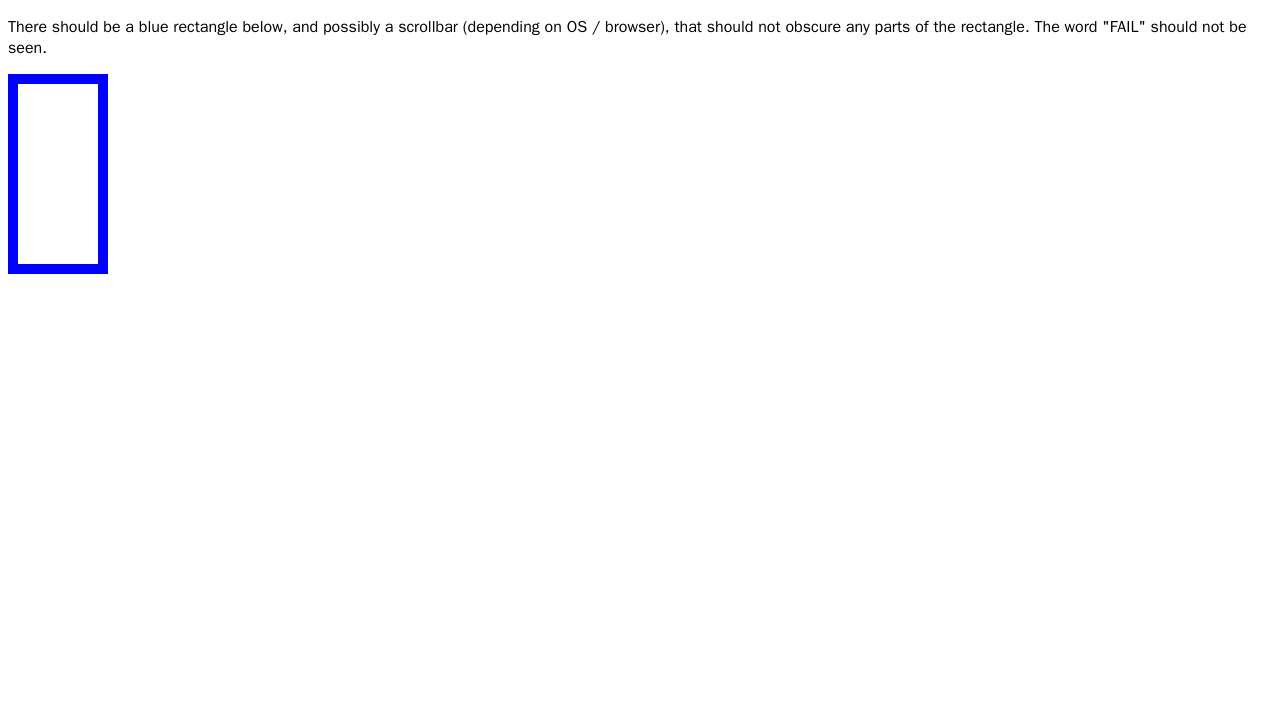 There should be a blue rectangle below, and possibly a scrollbar (depending on OS / browser), that should not obscure any parts of the rectangle. The word "FAIL" should not be
seen.